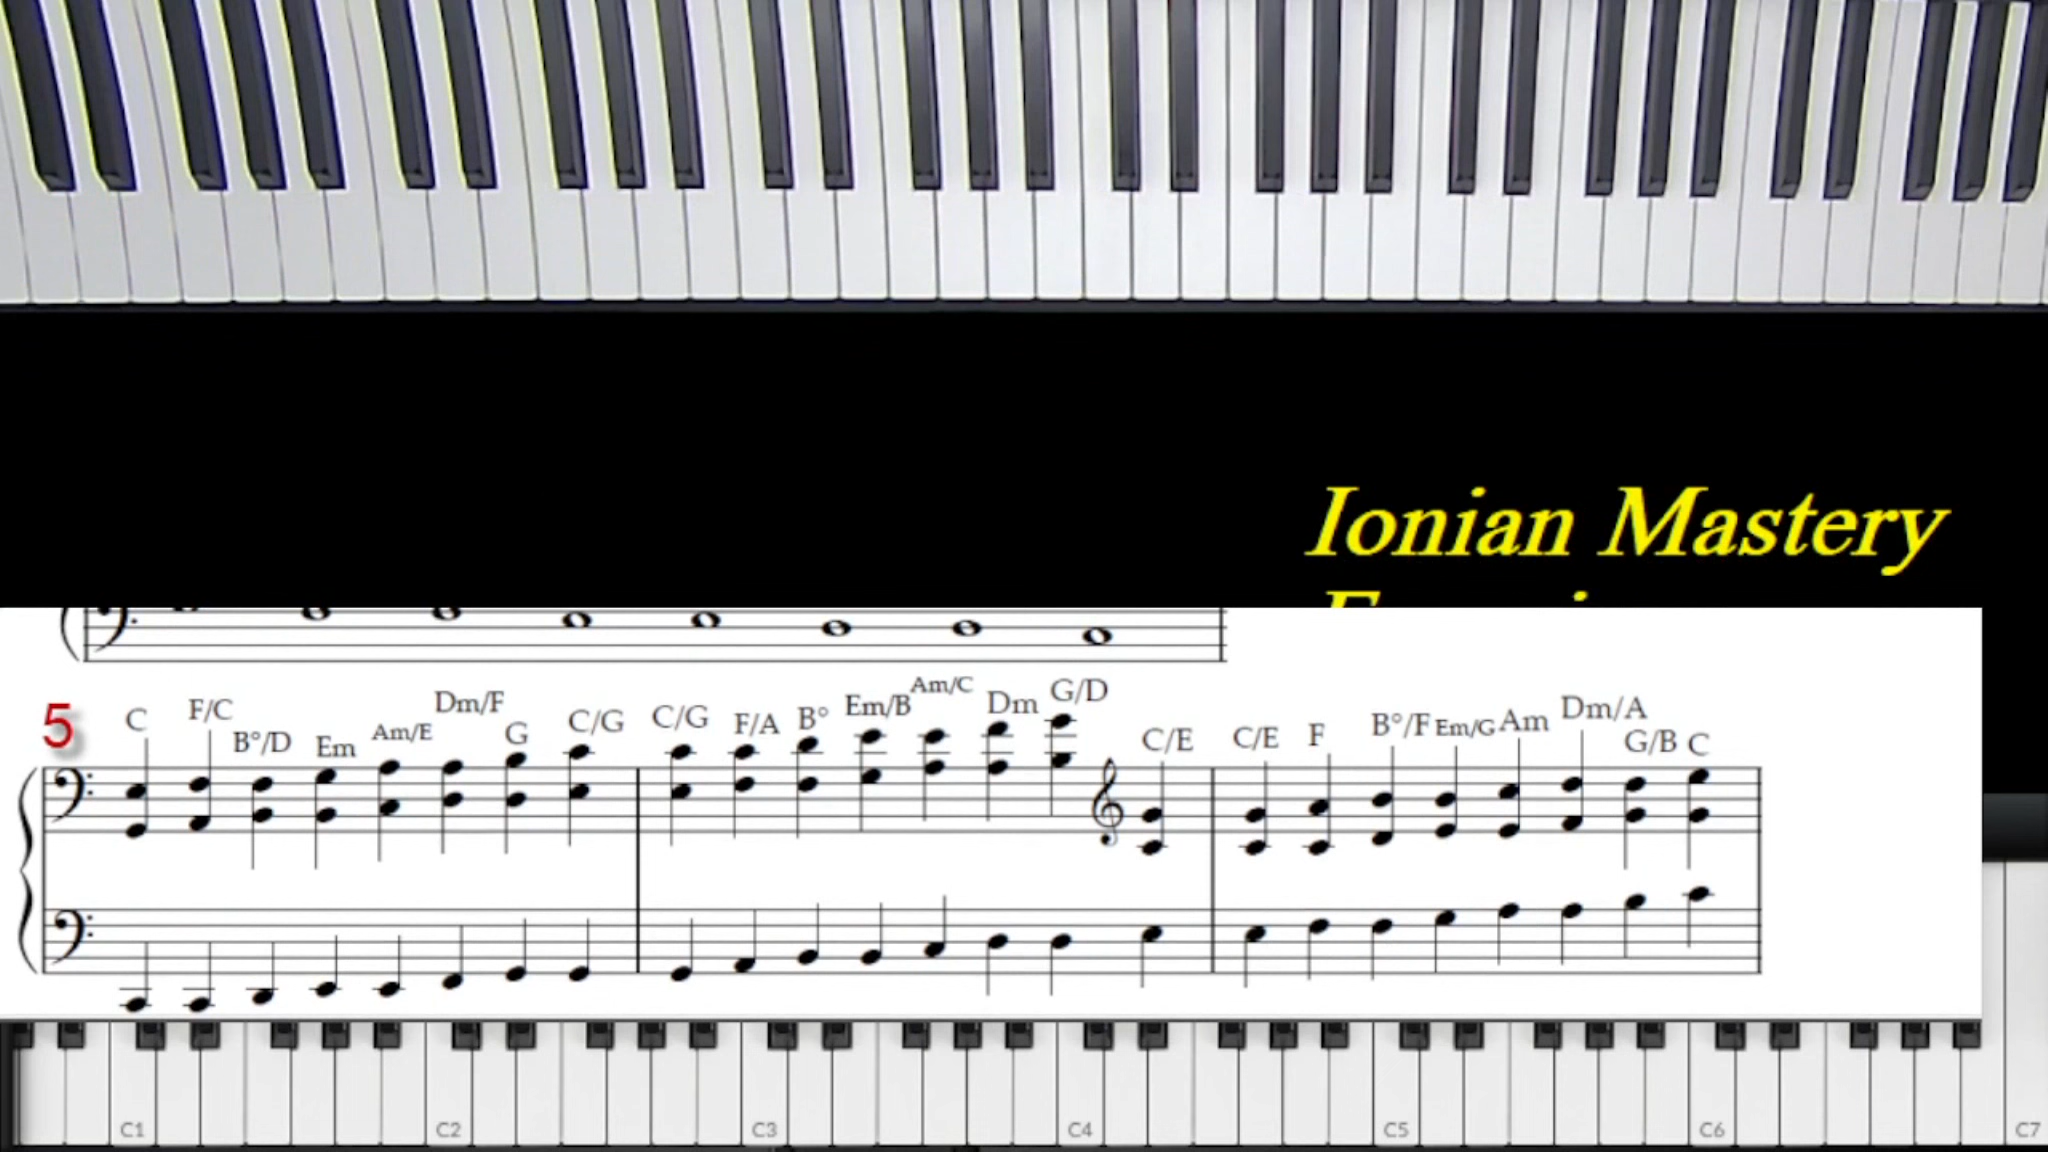 Ionian Mastery
5
C F/C B°/D Em Am/E Dm/F G C/G C/G F/A B° Em/B Am/C Dm G/D C/E C/E F B°/F Em/G Am Dm/A G/B C
C1 C2 C3 C4 C5 C6 C7